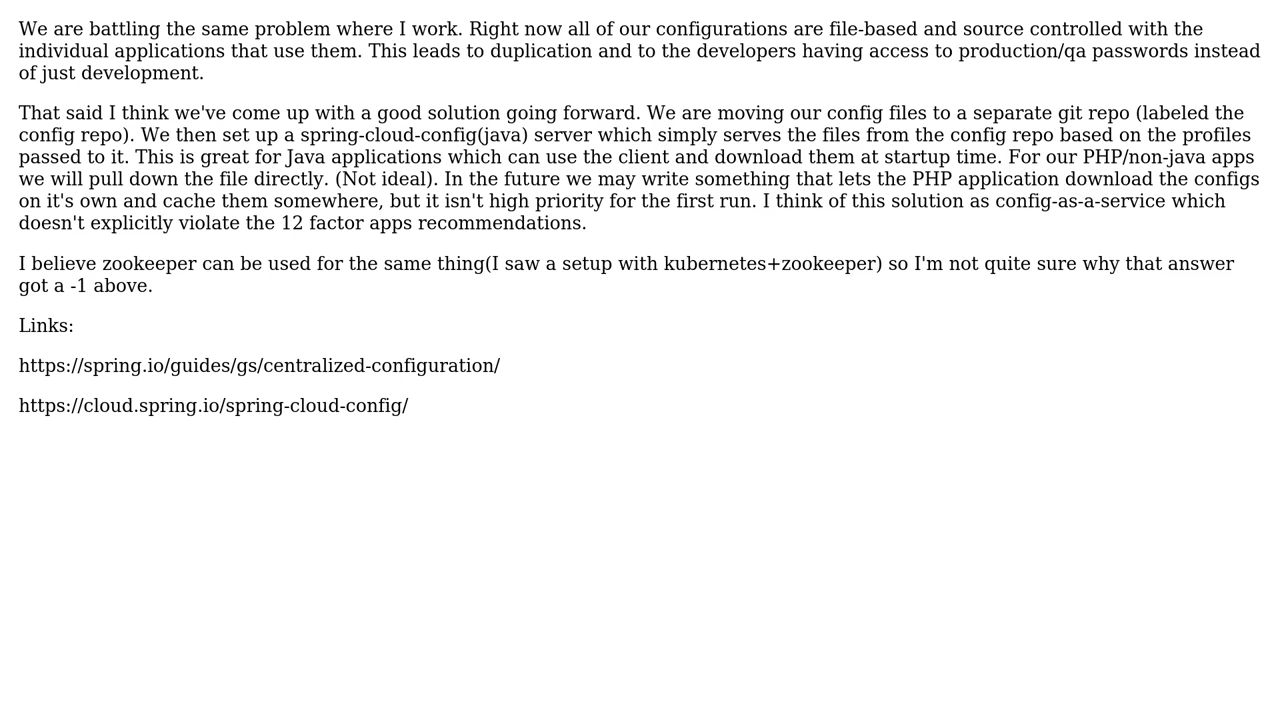 We are battling the same problem where I work. Right now all of our configurations are file-based and source controlled with the
individual applications that use them. This leads to duplication and to the developers having access to production/qa passwords instead
of just development.
That said I think we've come up with a good solution going forward. We are moving our config files to a separate git repo (labeled the
config repo). We then set up a spring-cloud-config(java) server which simply serves the files from the config repo based on the profiles
passed to it. This is great for Java applications which can use the client and download them at startup time. For our PHP/non-java apps
we will pull down the file directly. (Not ideal). In the future we may write something that lets the PHP application download the configs
on it's own and cache them somewhere, but it isn't high priority for the first run. I think of this solution as config-as-a-service which
doesn't explicitly violate the 12 factor apps recommendations.
I believe zookeeper can be used for the same thing(I saw a setup with kubernetes+zookeeper) so I'm not quite sure why that answer
got a -1 above.
Links:
https://spring.io/guides/gs/centralized-configuration/
https://cloud.spring.io/spring-cloud-config/